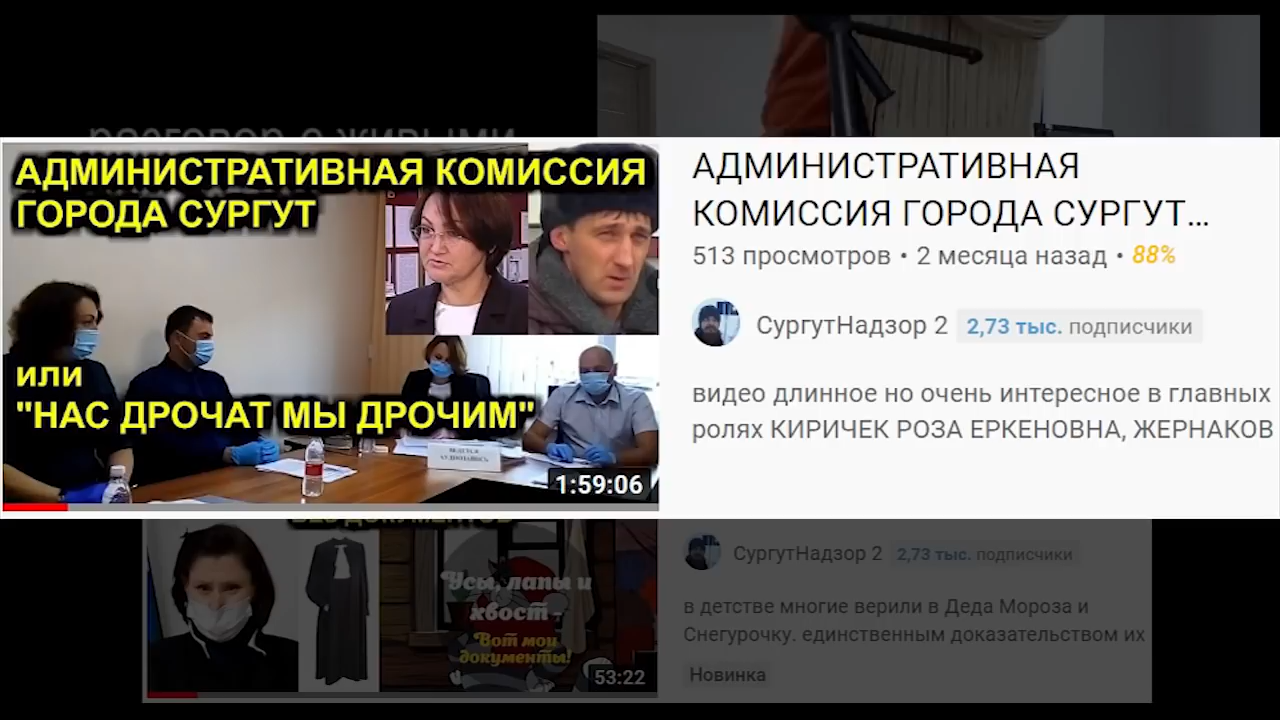 АДМИНИСТРАТИВНАЯ КОМИССИЯ
ГОРОДА СУРГУТ
или
"НАС ДРОЧАТ МЫ ДРОЧИМ"
ВЕДЕТСЯ
АУДИОЗАПИСЬ
1:59:06
АДМИНИСТРАТИВНАЯ
КОМИССИЯ ГОРОДА СУРГУТ...
513 просмотров • 2 месяца назад • 88%
СургутНадзор 2 2,73 тыс. подписчики
видео длинное но очень интересное в главных
ролях КИРИЧЕК РОЗА ЕРКЕНОВНА, ЖЕРНАКОВ
Усы, лапы и
хвост -
Вот мои
документы!
53:22
СургутНадзор 2 2,73 тыс. подписчики
в детстве многие верили в Деда Мороза и
Снегурочку. единственным доказательством их
Новинка